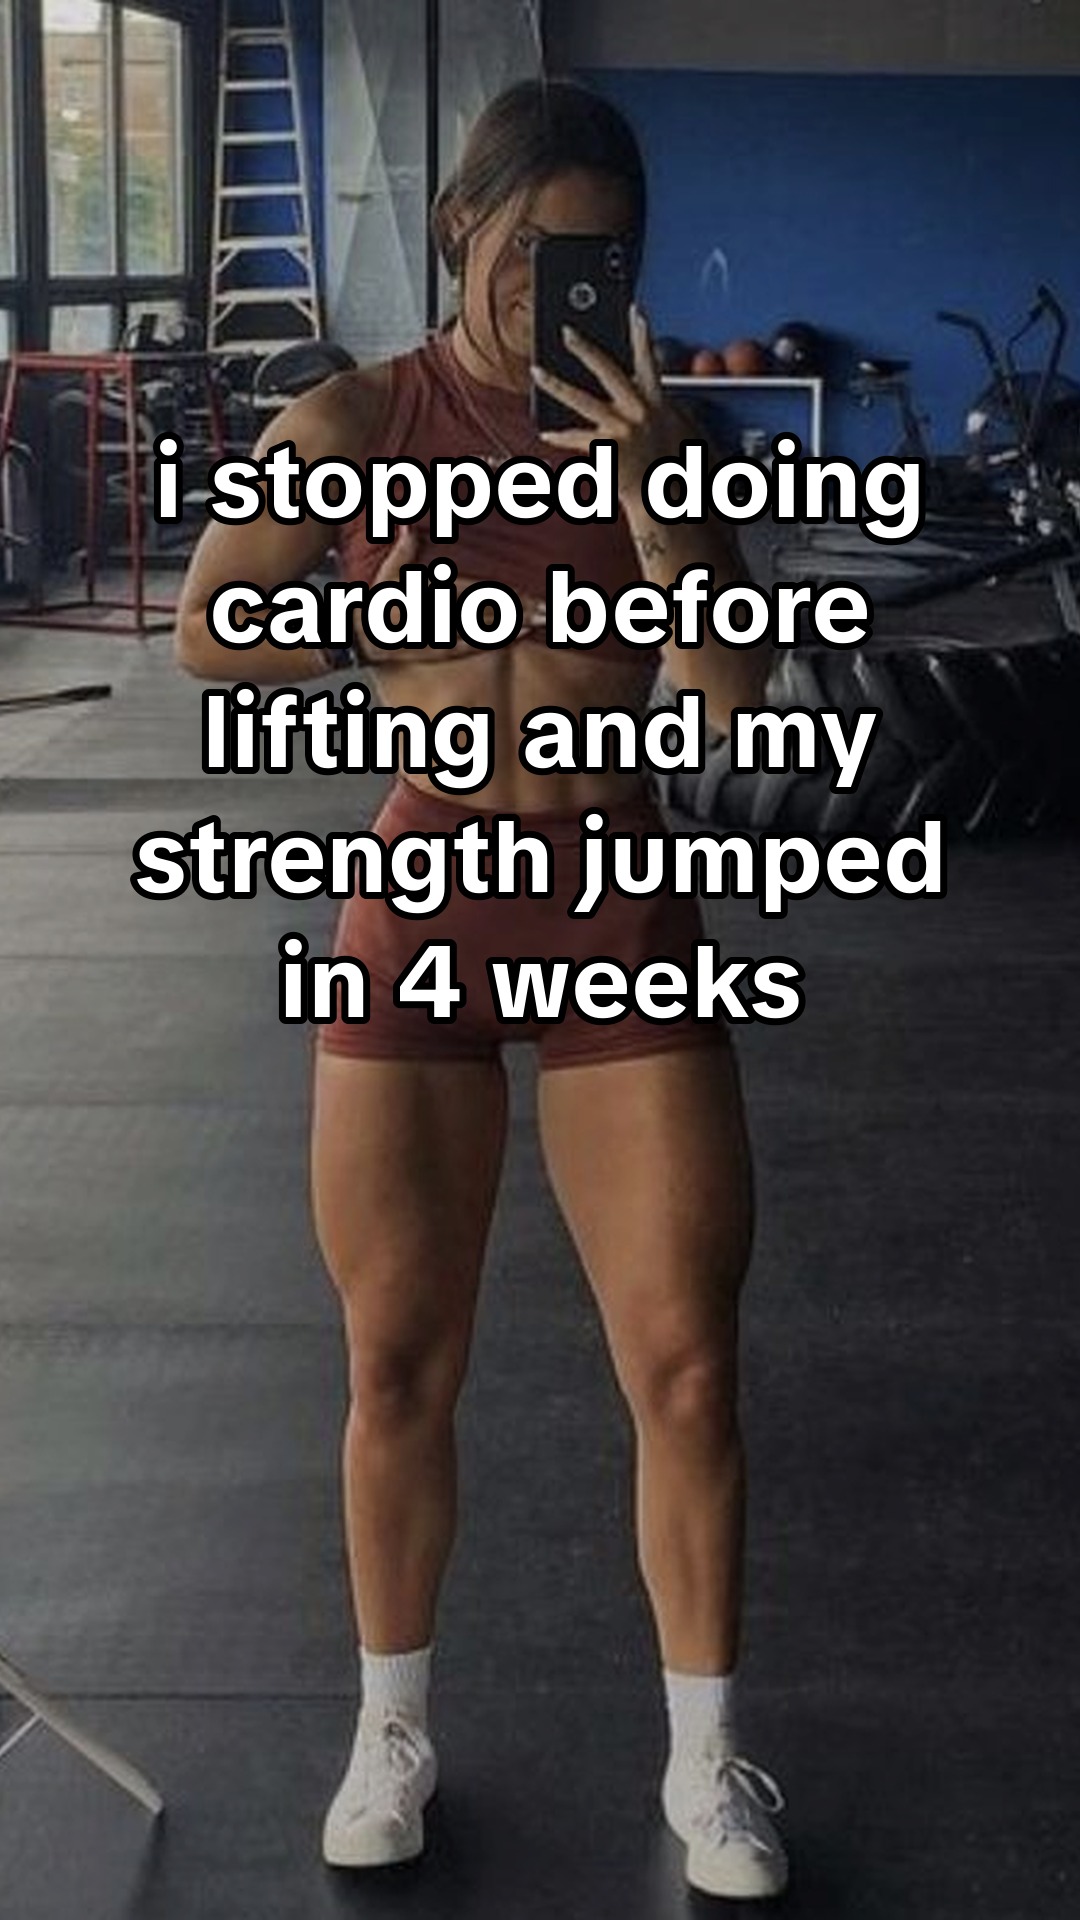 i stopped doing
cardio before
lifting and my
strength jumped
in 4 weeks